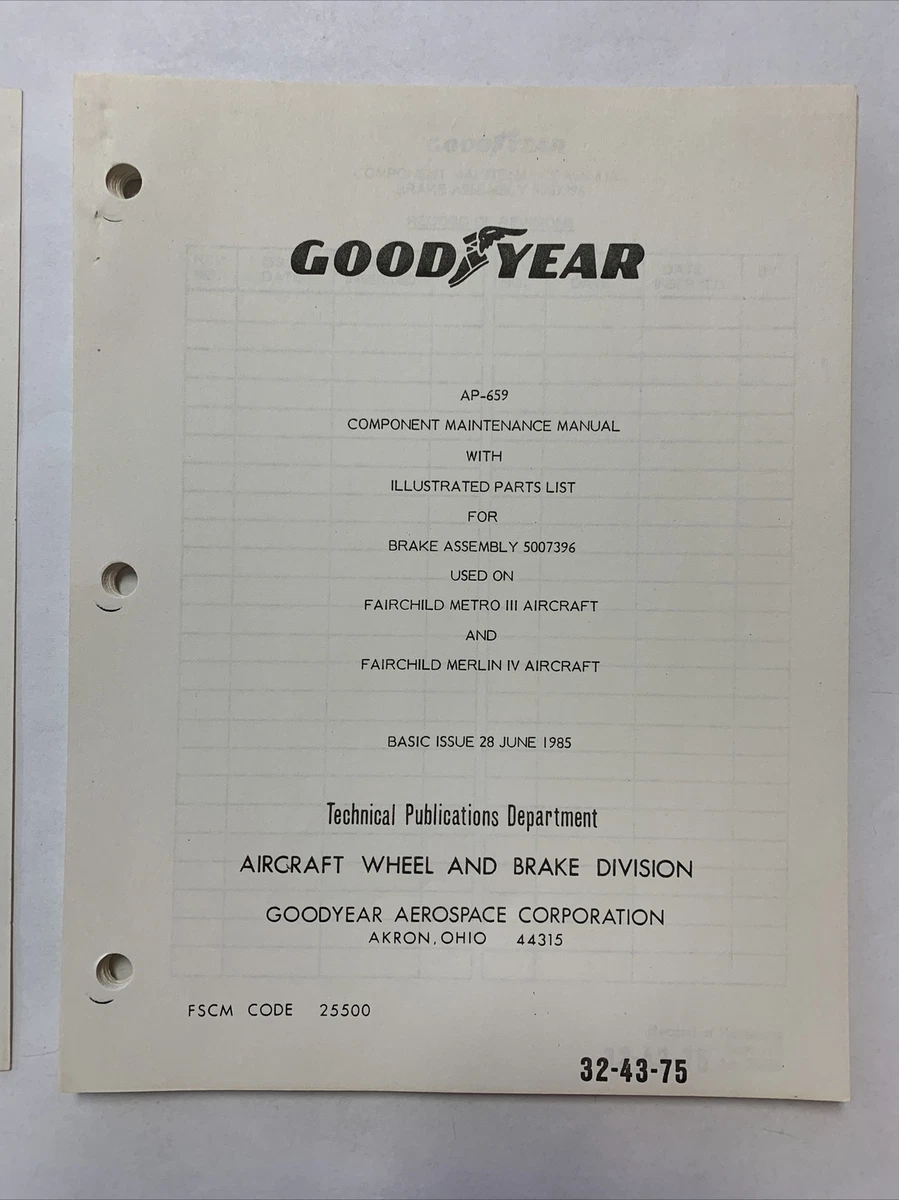 GOODYEAR
AP-659
COMPONENT MAINTENANCE MANUAL
WITH
ILLUSTRATED PARTS LIST
FOR
BRAKE ASSEMBLY 5007396
USED ON
FAIRCHILD METRO III AIRCRAFT
AND
FAIRCHILD MERLIN IV AIRCRAFT
BASIC ISSUE 28 JUNE 1985
Technical Publications Department
AIRCRAFT WHEEL AND BRAKE DIVISION
GOODYEAR AEROSPACE CORPORATION
AKRON, OHIO 44315
FSCM CODE 25500
32-43-75